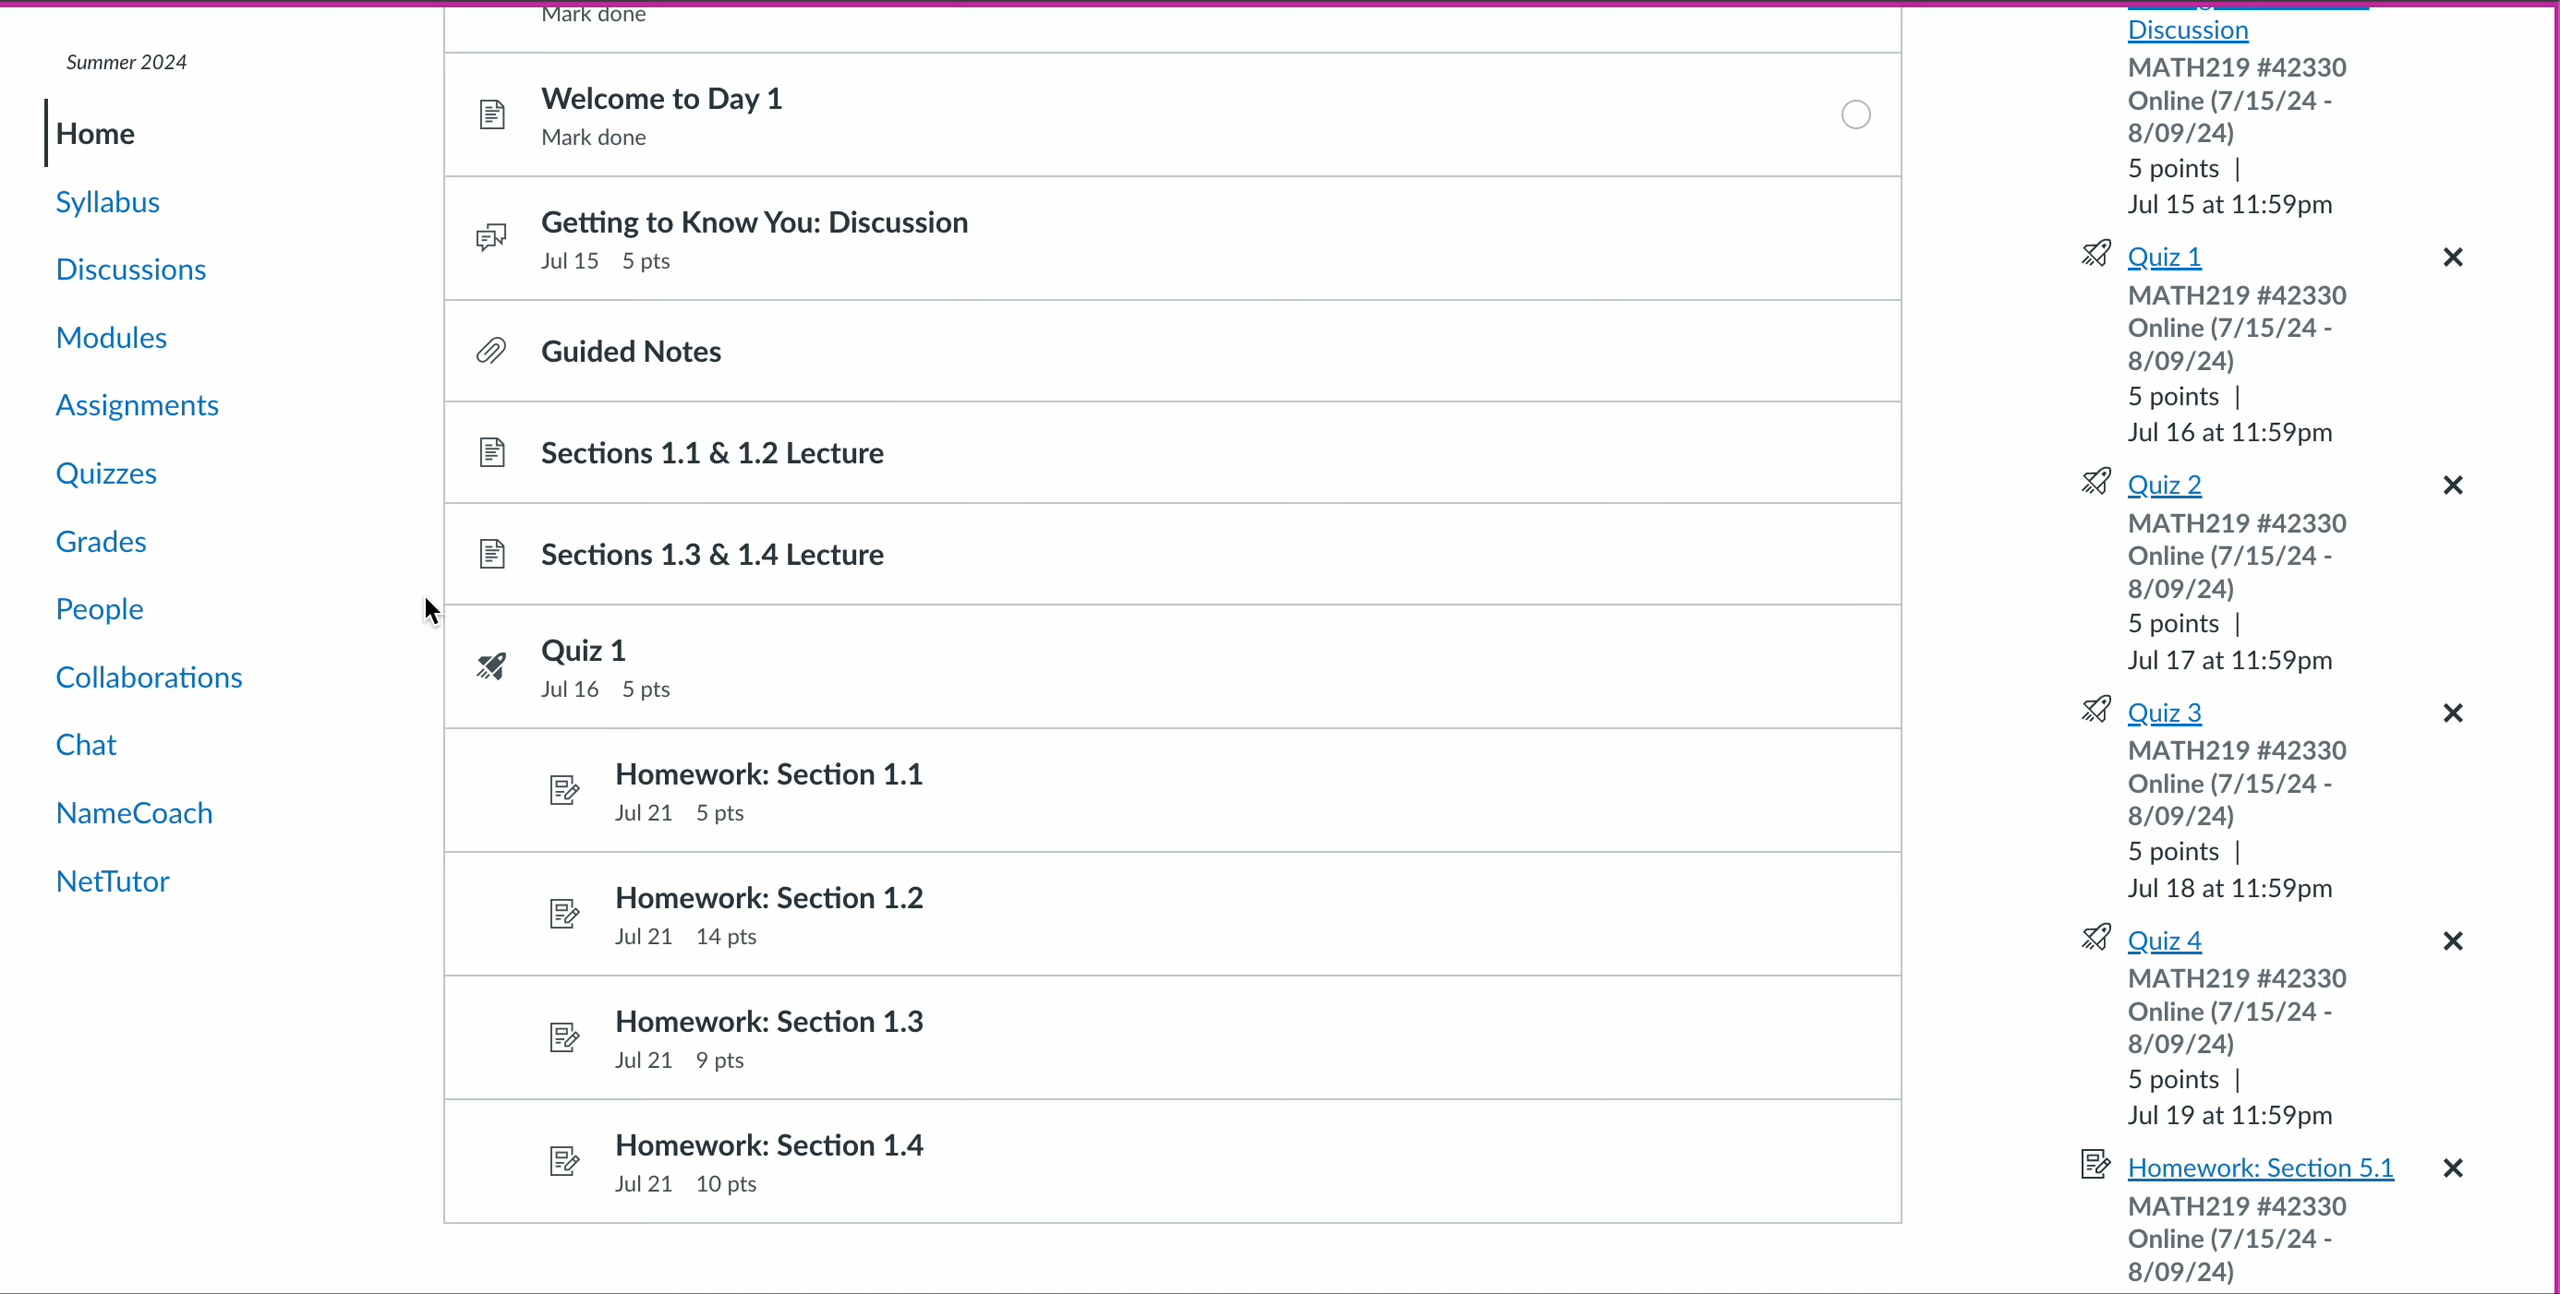 Summer 2024
Home
Syllabus
Discussions
Modules
Assignments
Quizzes
Grades
People
Collaborations
Chat
NameCoach
NetTutor
Mark done
Welcome to Day 1
Mark done
Getting to Know You: Discussion
Jul 15 5 pts
Guided Notes
Sections 1.1 & 1.2 Lecture
Sections 1.3 & 1.4 Lecture
Quiz 1
Jul 16 5 pts
Homework: Section 1.1
Jul 21 5 pts
Homework: Section 1.2
Jul 21 14 pts
Homework: Section 1.3
Jul 21 9 pts
Homework: Section 1.4
Jul 21 10 pts
Discussion
MATH219 #42330
Online (7/15/24 -
8/09/24)
5 points |
Jul 15 at 11:59pm
Quiz 1
MATH219 #42330
Online (7/15/24 -
8/09/24)
5 points |
Jul 16 at 11:59pm
Quiz 2
MATH219 #42330
Online (7/15/24 -
8/09/24)
5 points |
Jul 17 at 11:59pm
Quiz 3
MATH219 #42330
Online (7/15/24 -
8/09/24)
5 points |
Jul 18 at 11:59pm
Quiz 4
MATH219 #42330
Online (7/15/24 -
8/09/24)
5 points |
Jul 19 at 11:59pm
Homework: Section 5.1
MATH219 #42330
Online (7/15/24 -
8/09/24)